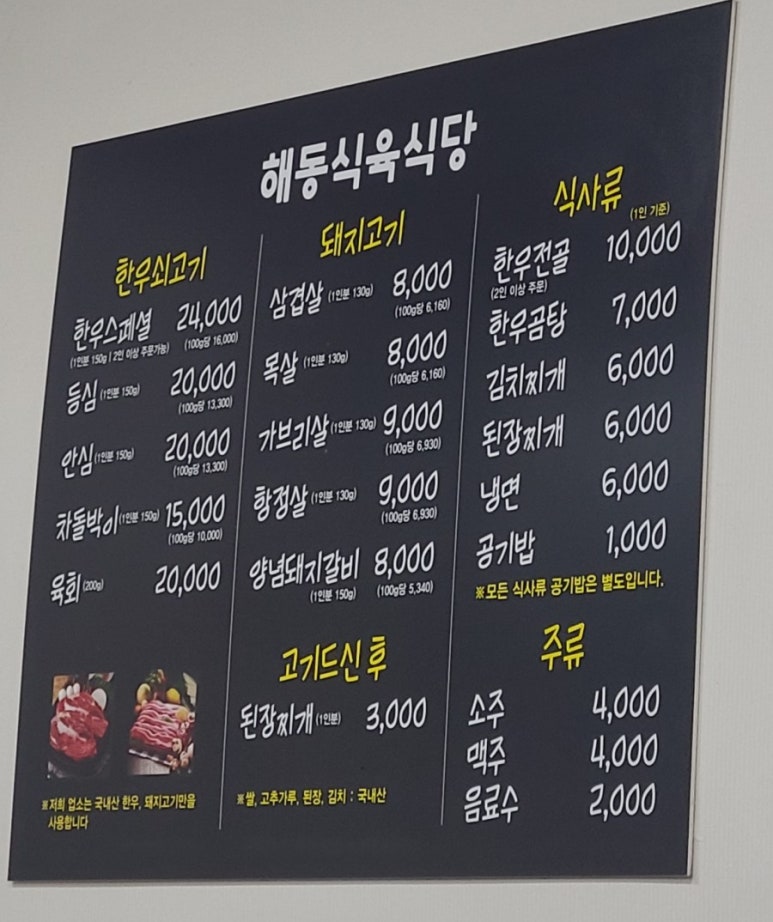 해동식육식당
한우쇠고기
한우스페셜 24,000
(1인분 150g | 2인 이상 주문가능) (100g당 16,000)
등심 (1인분 150g) 20,000
(100g당 13,300)
안심 (1인분 150g) 20,000
(100g당 13,300)
차돌박이 (1인분 150g) 15,000
(100g당 10,000)
육회 (200g) 20,000
※저희 업소는 국내산 한우, 돼지고기만을
사용합니다
돼지고기
삼겹살 (1인분 130g) 8,000
(100g당 6,160)
목살 (1인분 130g) 8,000
(100g당 6,160)
가브리살 (1인분 130g) 9,000
(100g당 6,930)
항정살 (1인분 130g) 9,000
(100g당 6,930)
양념돼지갈비 8,000
(1인분 150g) (100g당 5,340)
고기드신 후
된장찌개 (1인분) 3,000
※쌀, 고추가루, 된장, 김치 : 국내산
식사류
(1인 기준)
한우전골 10,000
(2인 이상 주문)
한우곰탕 7,000
김치찌개 6,000
된장찌개 6,000
냉면 6,000
공기밥 1,000
※모든 식사류 공기밥은 별도입니다.
주류
소주 4,000
맥주 4,000
음료수 2,000